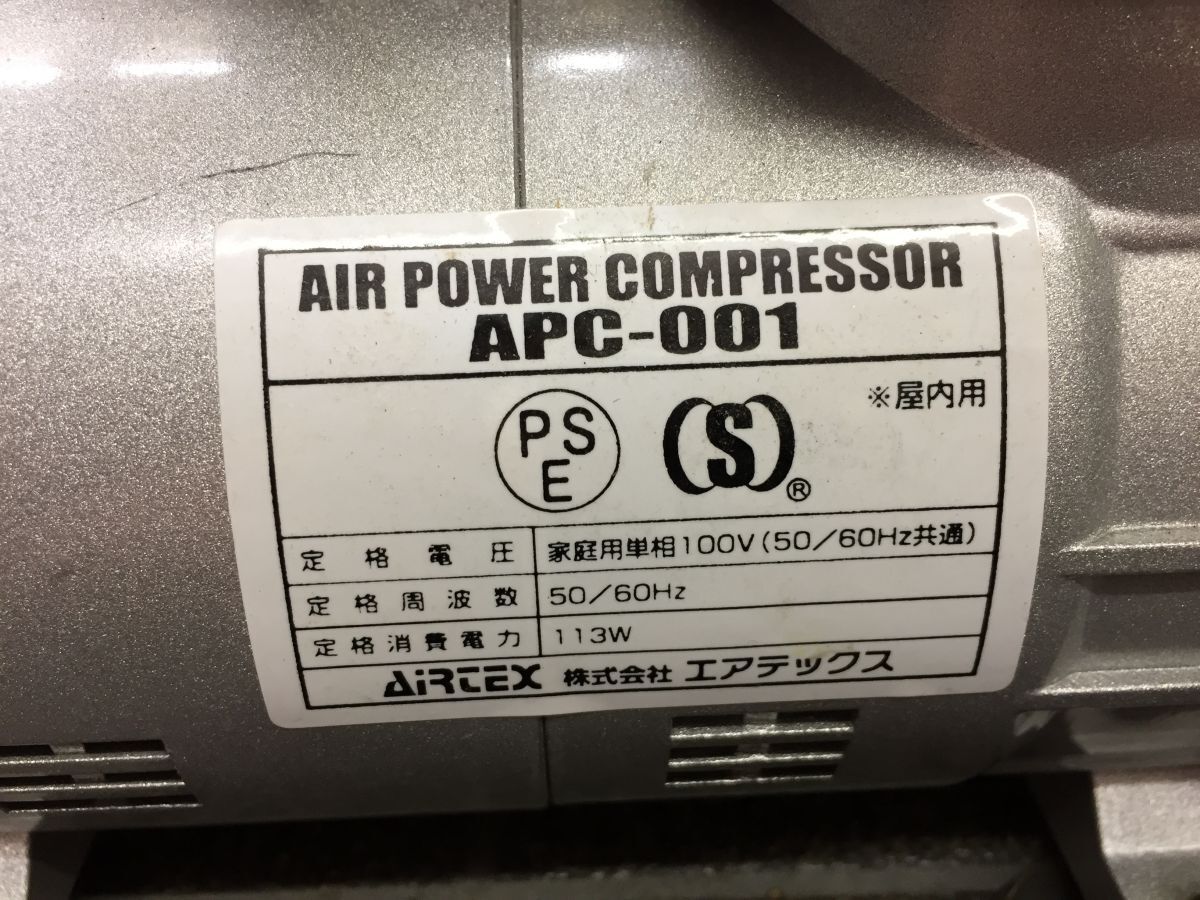 AIR POWER COMPRESSOR
APC-001
※屋内用
PS
E
(S)®
定格電圧 家庭用単相100V(50/60Hz共通)
定格周波数 50/60Hz
定格消費電力 113W
AIRTEX 株式会社 エアテックス